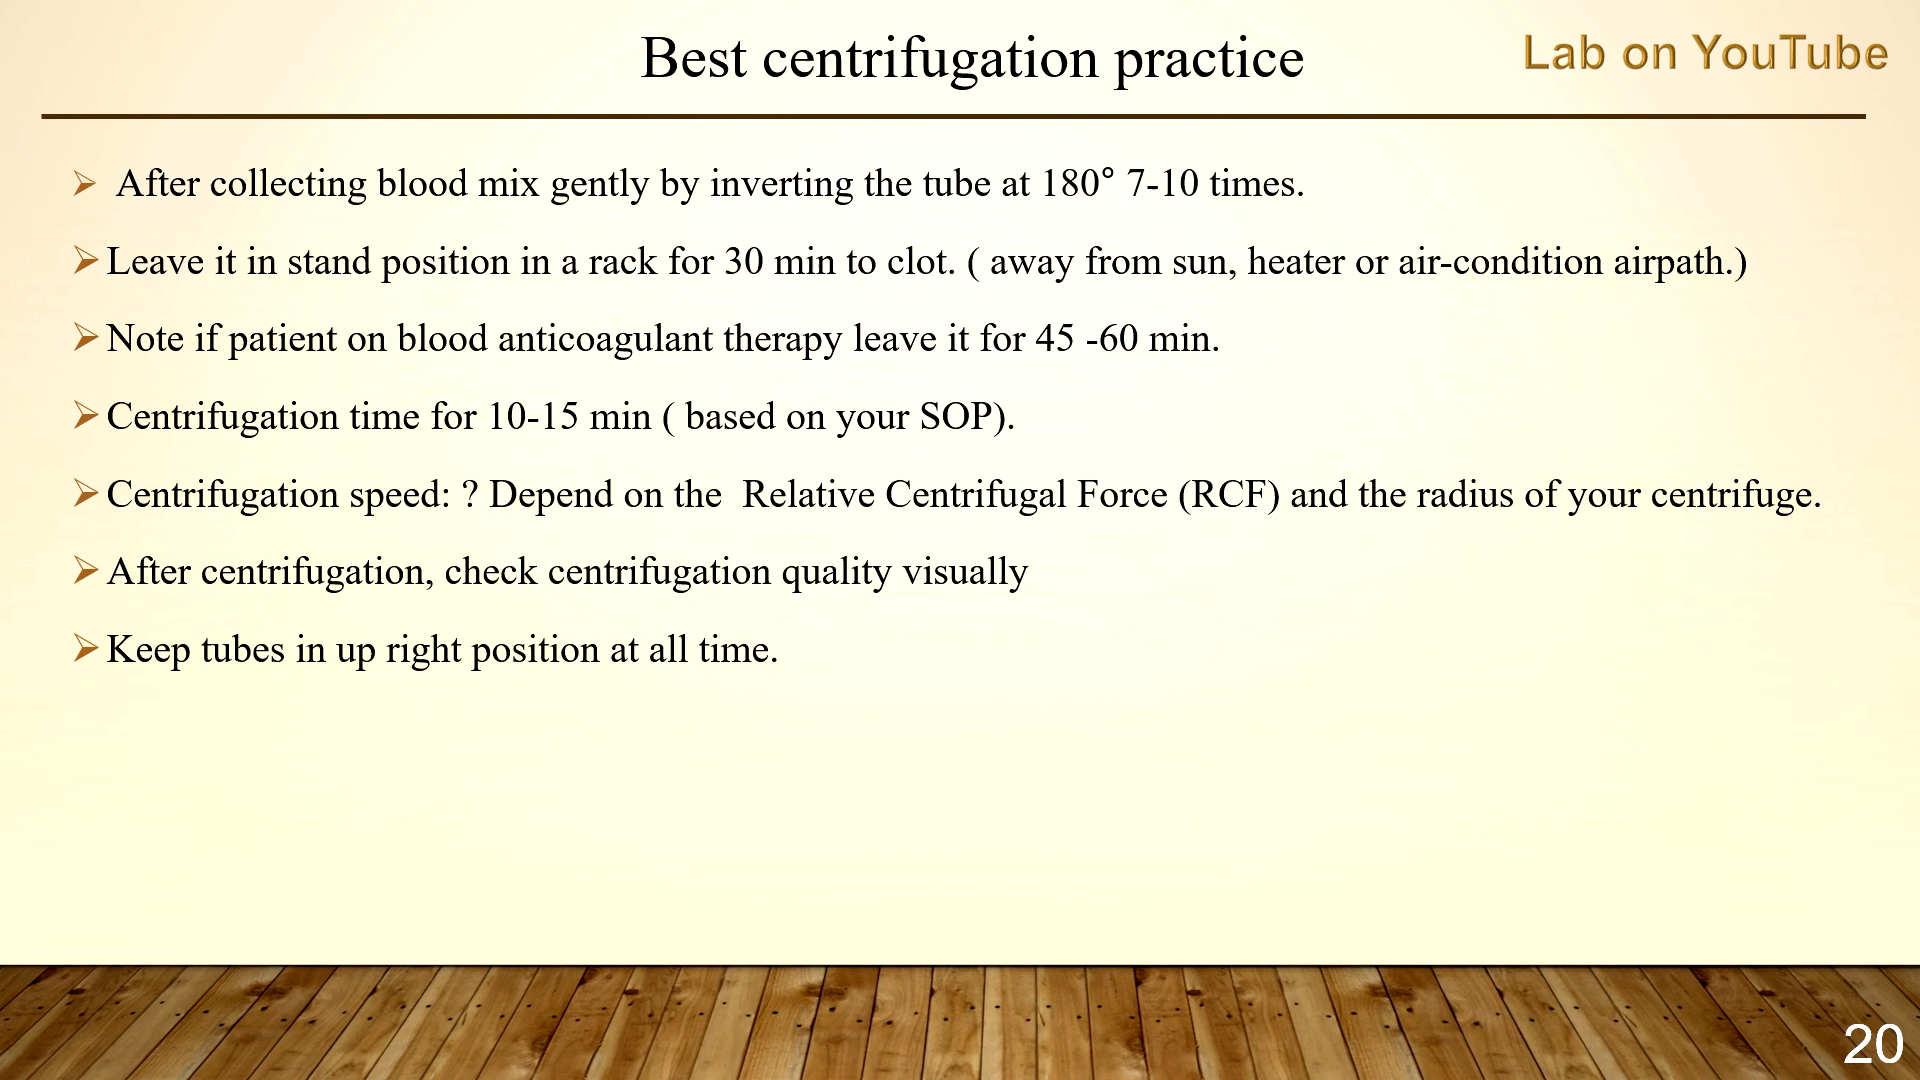 Best centrifugation practice
Lab on YouTube
➢ After collecting blood mix gently by inverting the tube at 180° 7-10 times.
➢ Leave it in stand position in a rack for 30 min to clot. ( away from sun, heater or air-condition airpath.)
➢ Note if patient on blood anticoagulant therapy leave it for 45 -60 min.
➢ Centrifugation time for 10-15 min ( based on your SOP).
➢ Centrifugation speed: ? Depend on the  Relative Centrifugal Force (RCF) and the radius of your centrifuge.
➢ After centrifugation, check centrifugation quality visually
➢ Keep tubes in up right position at all time.
20